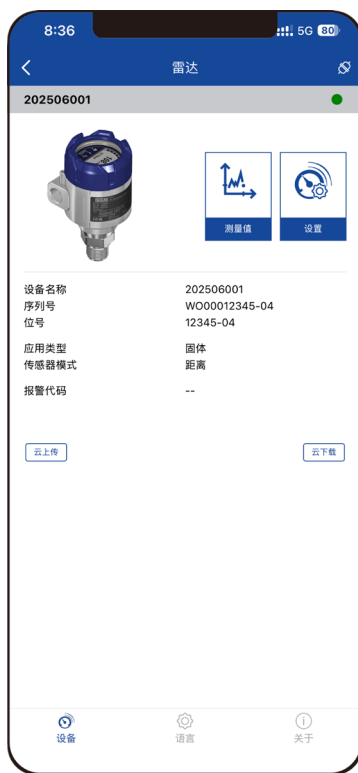 8:36
5G 80
雷达
202506001
测量值
设置
设备名称 202506001
序列号 WO00012345-04
位号 12345-04
应用类型 固体
传感器模式 距离
报警代码 --
云上传
云下载
设备
语言
关于